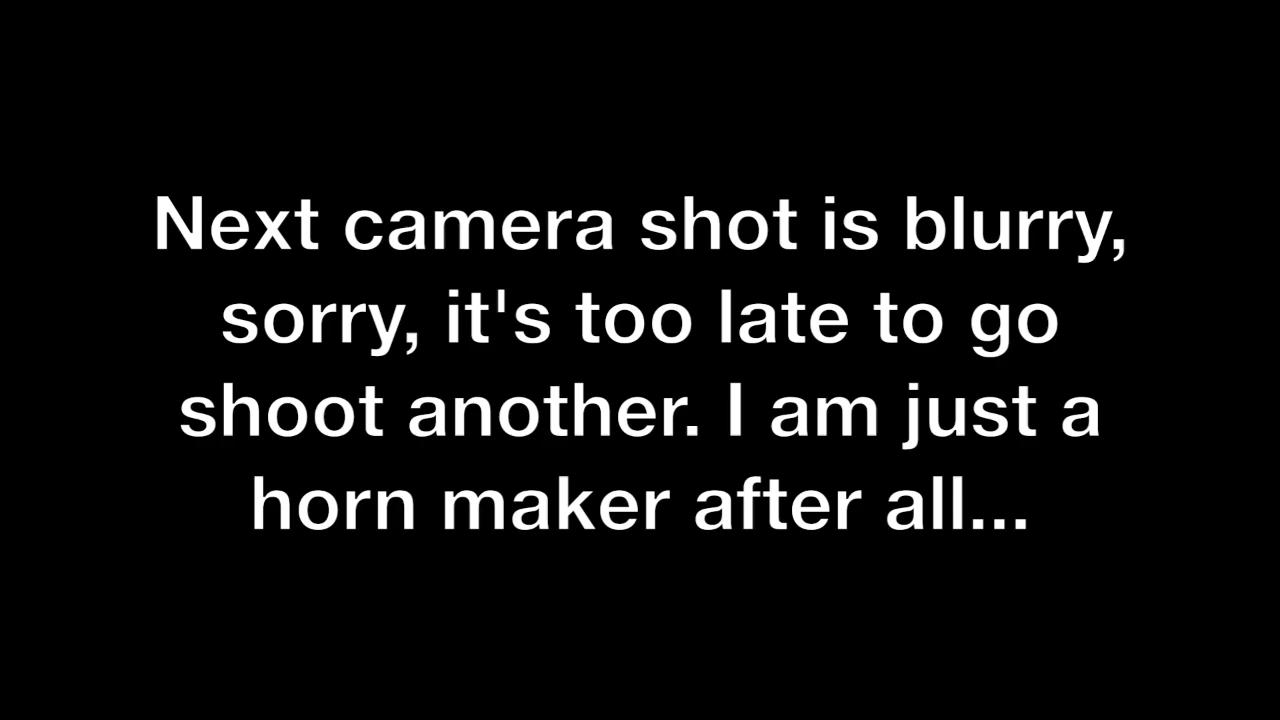 Next camera shot is blurry,
sorry, it's too late to go
shoot another. I am just a
horn maker after all...